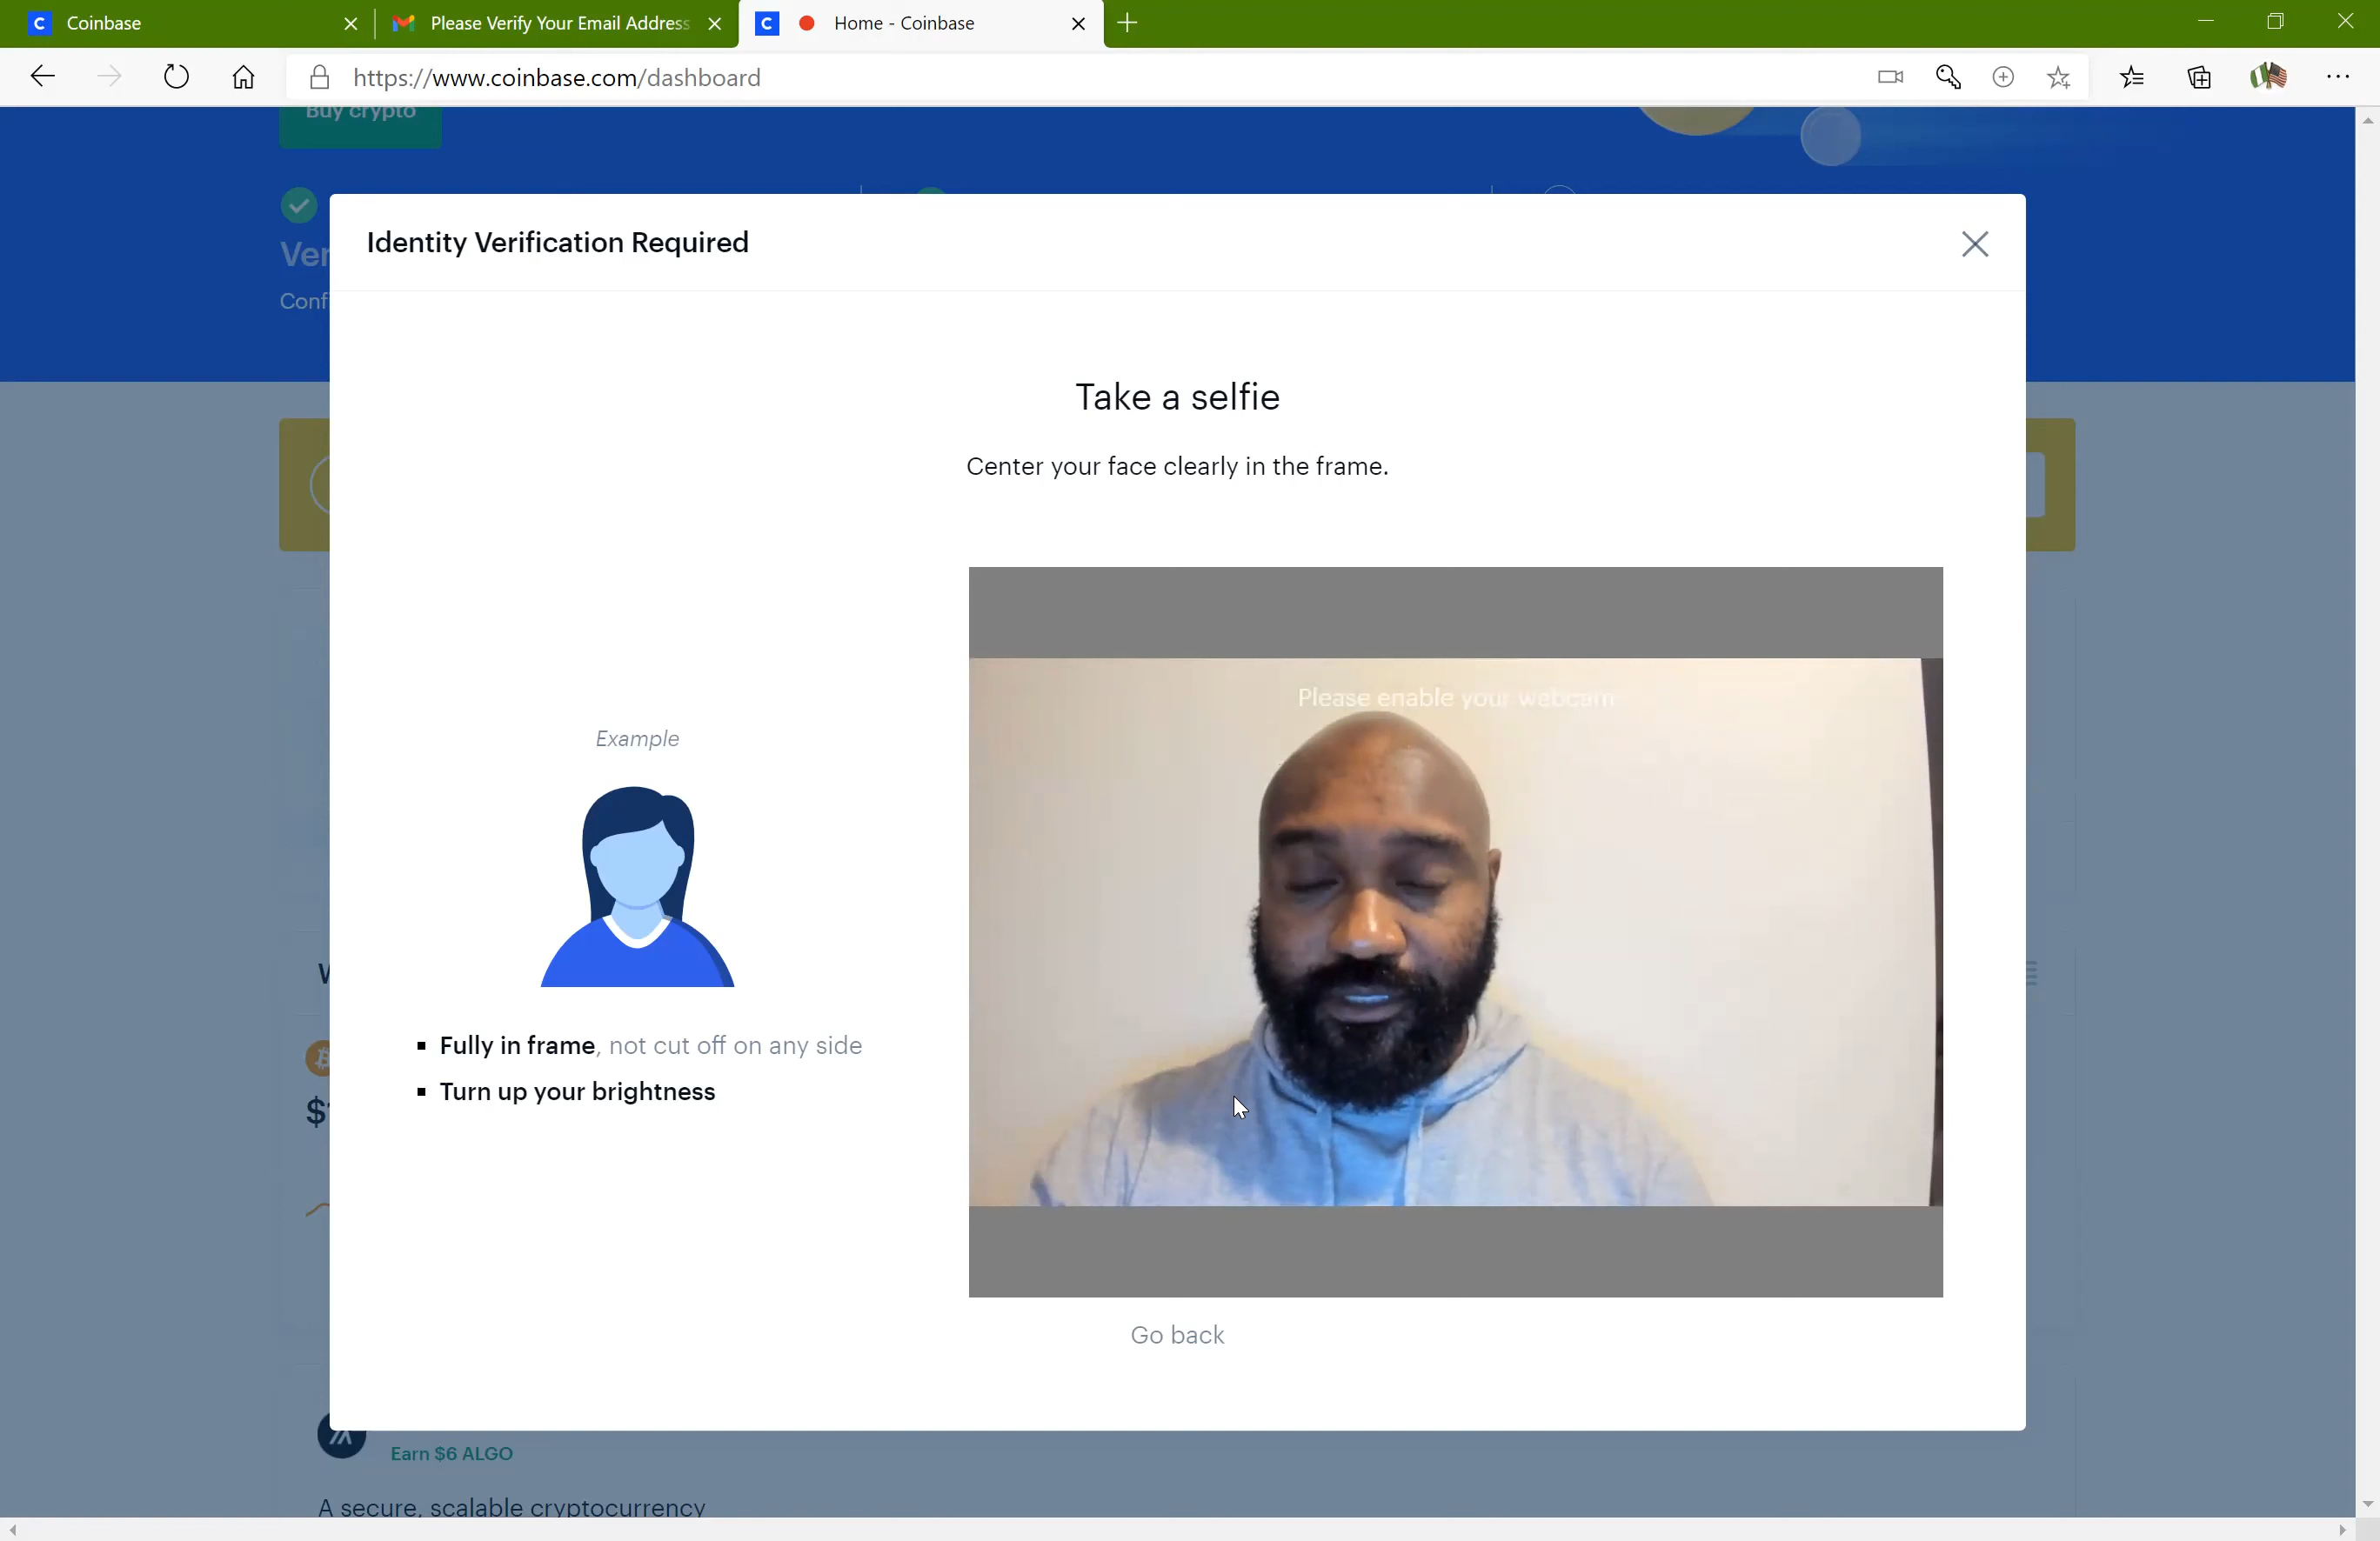 Coinbase
Please Verify Your Email Address
Home - Coinbase
https://www.coinbase.com/dashboard
Buy crypto
Identity Verification Required
Take a selfie
Center your face clearly in the frame.
Please enable your webcam
Example
Fully in frame, not cut off on any side
Turn up your brightness
Go back
Earn $6 ALGO
A secure, scalable cryptocurrency